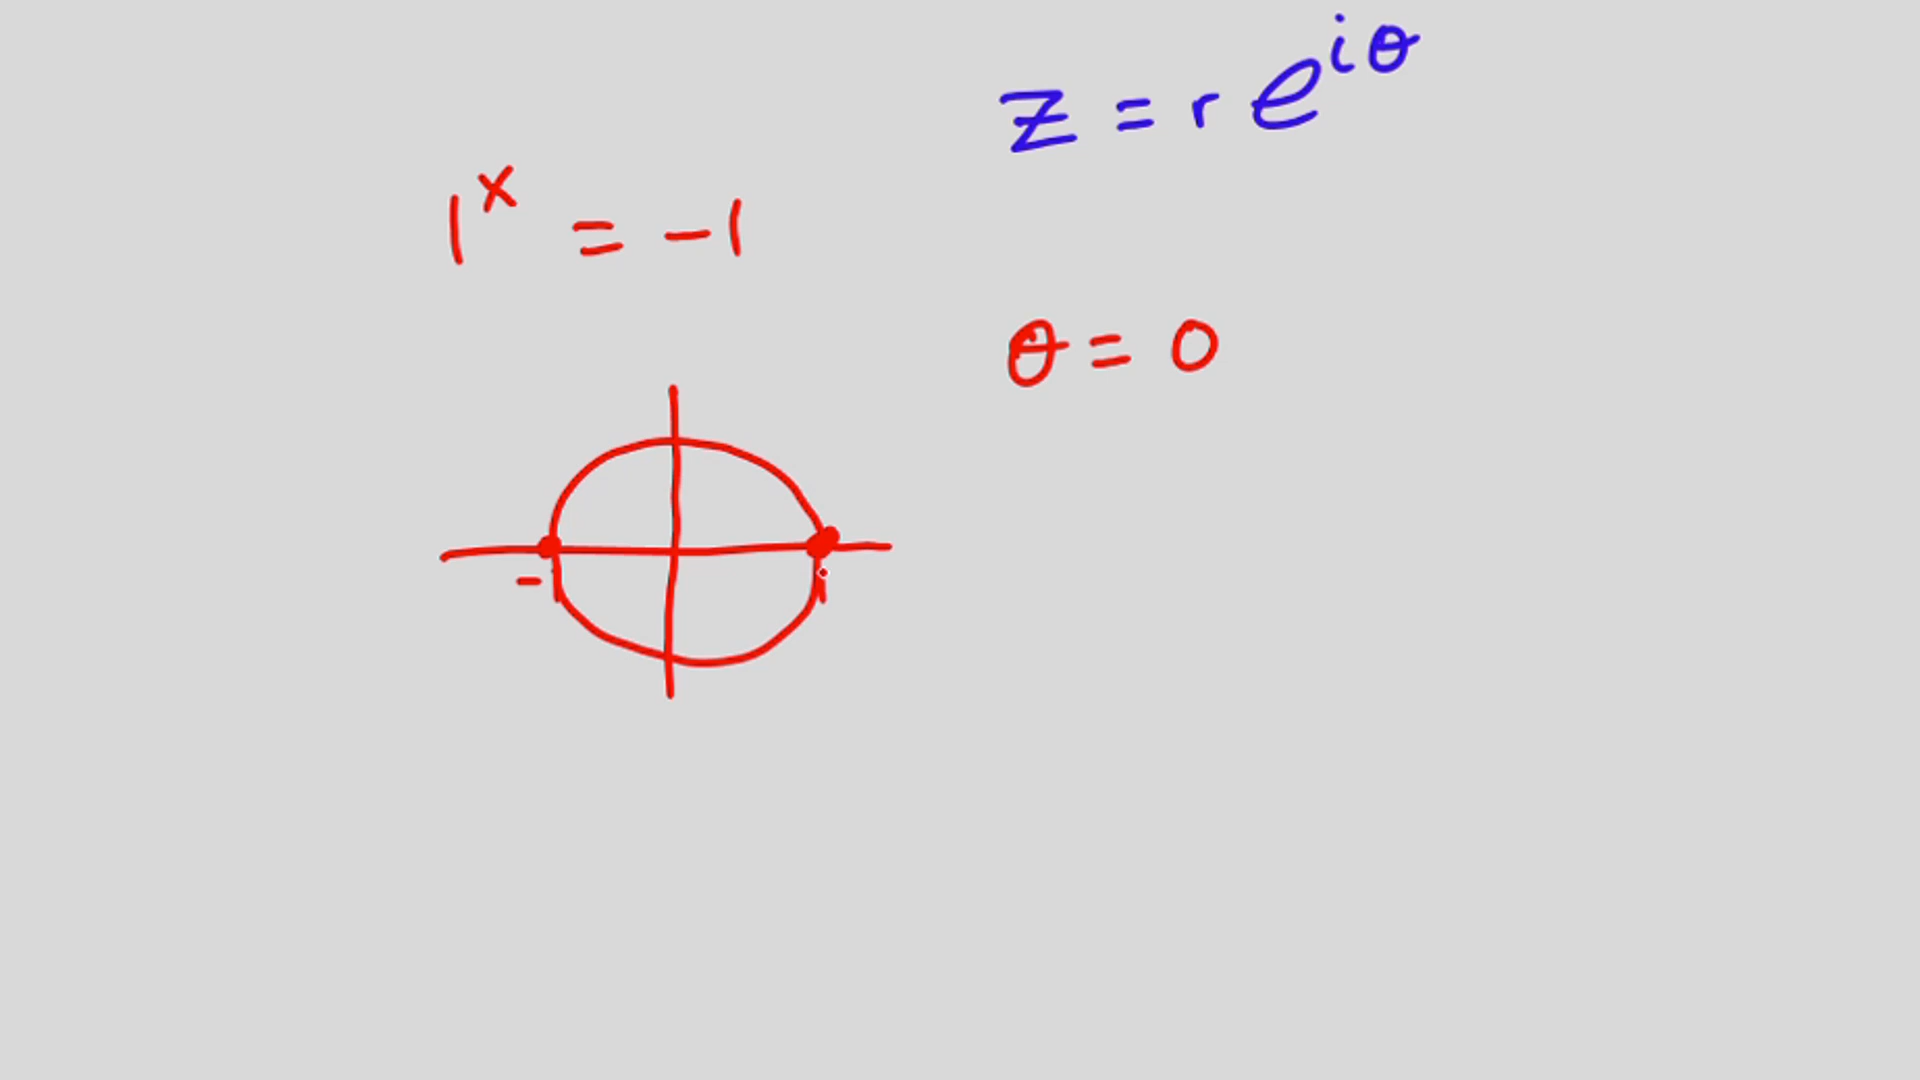 z = re^{iθ}
1^x = -1
θ = 0
-1 1